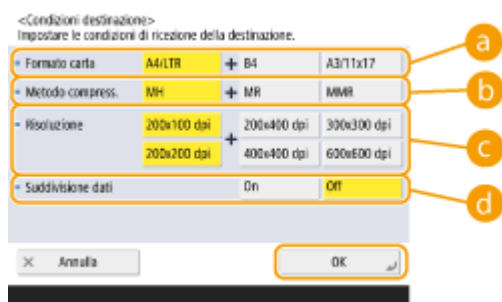 <Condizioni destinazione>
Impostare le condizioni di ricezione della destinazione.
Formato carta A4/LTR + B4 A3/11x17 a
Metodo compress. MH + MR MMR b
Risoluzione 200x100 dpi 200x400 dpi 300x300 dpi
+ c
200x200 dpi 400x400 dpi 600x600 dpi
Suddivisione dati On Off d
× Annulla OK